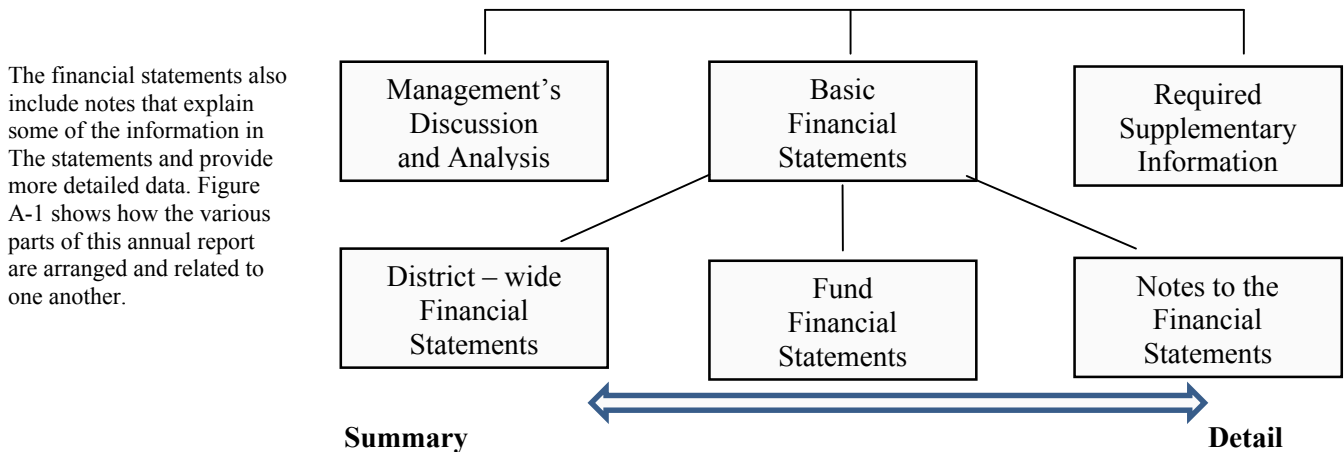 The financial statements also
include notes that explain
some of the information in
The statements and provide
more detailed data. Figure
A-1 shows how the various
parts of this annual report
are arranged and related to
one another.
Management’s
Discussion
and Analysis
Basic
Financial
Statements
Required
Supplementary
Information
District – wide
Financial
Statements
Fund
Financial
Statements
Notes to the
Financial
Statements
Summary
Detail